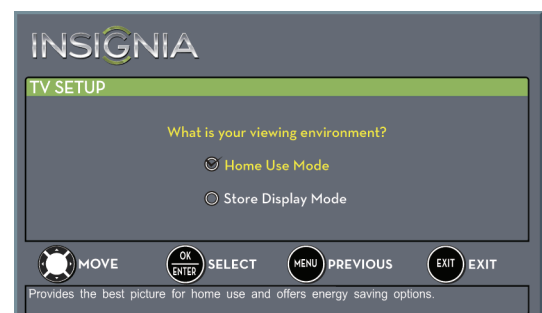 INSIGNIA
TV SETUP
What is your viewing environment?
Home Use Mode
Store Display Mode
MOVE OK ENTER SELECT MENU PREVIOUS EXIT EXIT
Provides the best picture for home use and offers energy saving options.